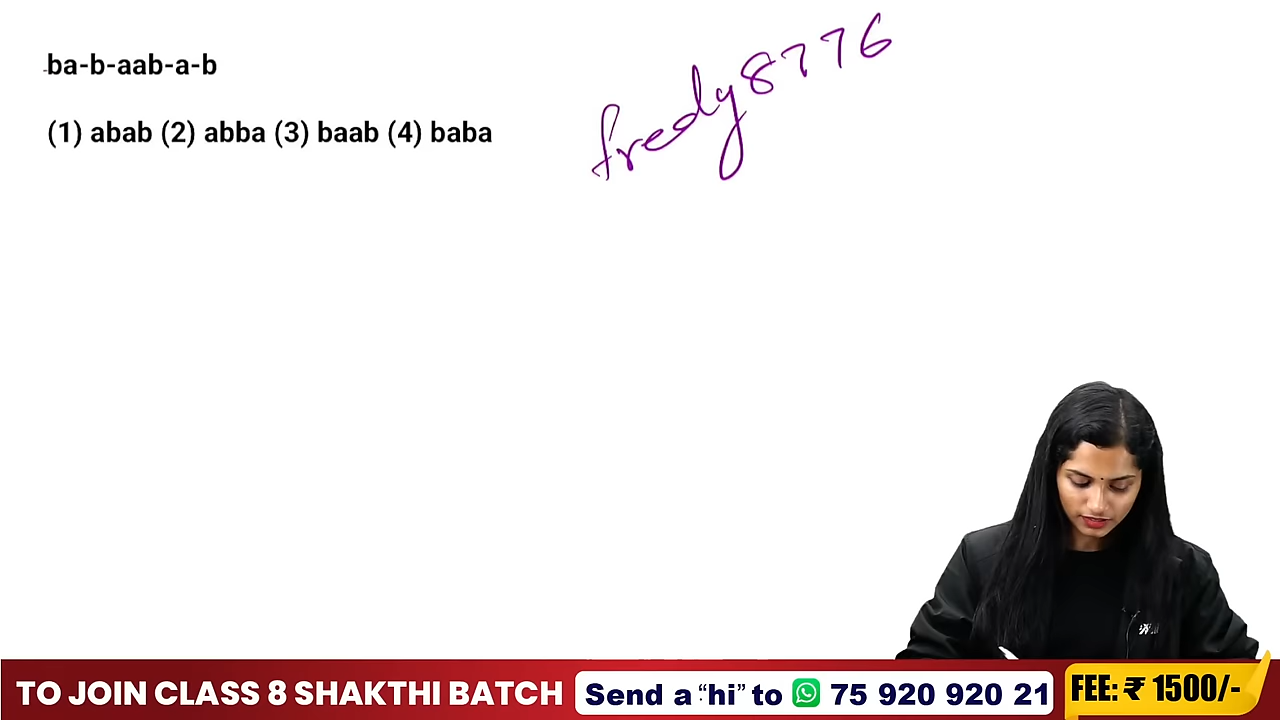 ba-b-aab-a-b
fredy8776
(1) abab (2) abba (3) baab (4) baba
TO JOIN CLASS 8 SHAKTHI BATCH
Send a “hi” to 75 920 920 21
FEE: ₹ 1500/-